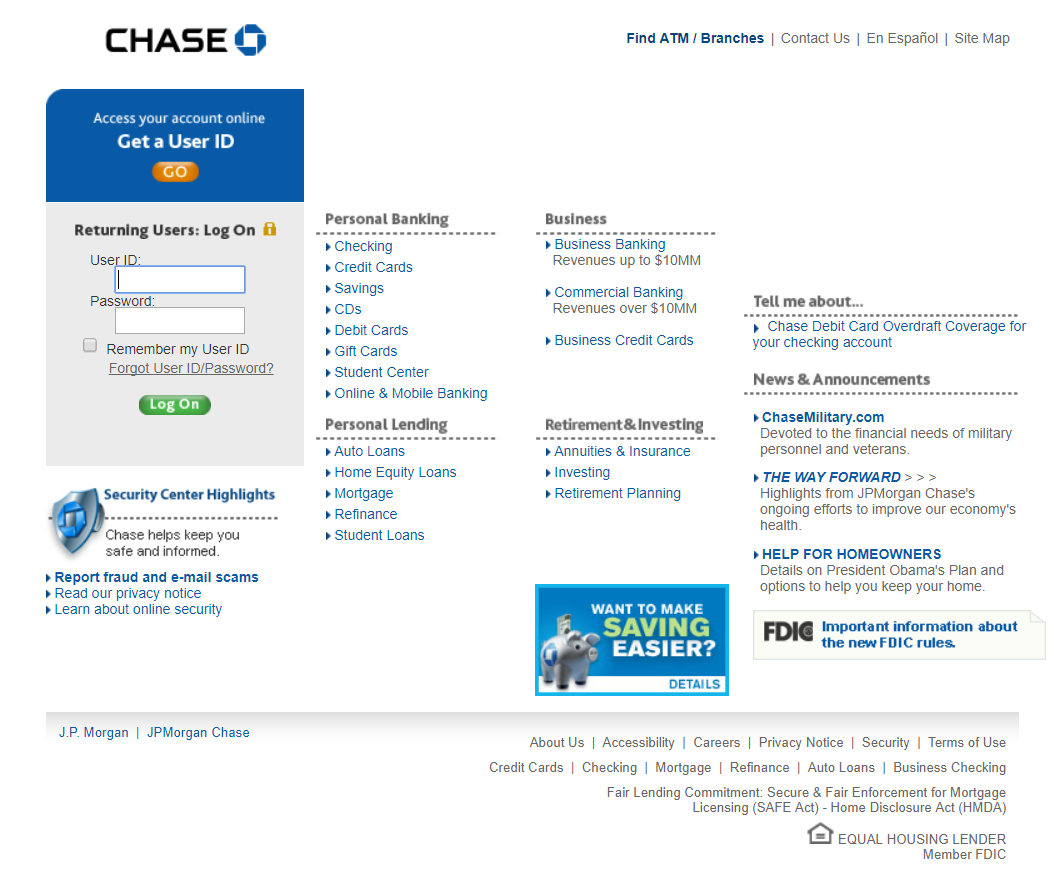 CHASE
Find ATM / Branches | Contact Us | En Español | Site Map
Access your account online
Get a User ID
GO
Returning Users: Log On
User ID:
Password:
Remember my User ID
Forgot User ID/Password?
Log On
Security Center Highlights
Chase helps keep you
safe and informed.
Report fraud and e-mail scams
Read our privacy notice
Learn about online security
Personal Banking
Checking
Credit Cards
Savings
CDs
Debit Cards
Gift Cards
Student Center
Online & Mobile Banking
Personal Lending
Auto Loans
Home Equity Loans
Mortgage
Refinance
Student Loans
Business
Business Banking
Revenues up to $10MM
Commercial Banking
Revenues over $10MM
Business Credit Cards
Retirement & Investing
Annuities & Insurance
Investing
Retirement Planning
WANT TO MAKE
SAVING
EASIER?
DETAILS
Tell me about...
Chase Debit Card Overdraft Coverage for
your checking account
News & Announcements
ChaseMilitary.com
Devoted to the financial needs of military
personnel and veterans.
THE WAY FORWARD > > >
Highlights from JPMorgan Chase's
ongoing efforts to improve our economy's
health.
HELP FOR HOMEOWNERS
Details on President Obama's Plan and
options to help you keep your home.
FDIC Important information about
the new FDIC rules.
J.P. Morgan | JPMorgan Chase
About Us | Accessibility | Careers | Privacy Notice | Security | Terms of Use
Credit Cards | Checking | Mortgage | Refinance | Auto Loans | Business Checking
Fair Lending Commitment: Secure & Fair Enforcement for Mortgage
Licensing (SAFE Act) - Home Disclosure Act (HMDA)
EQUAL HOUSING LENDER
Member FDIC